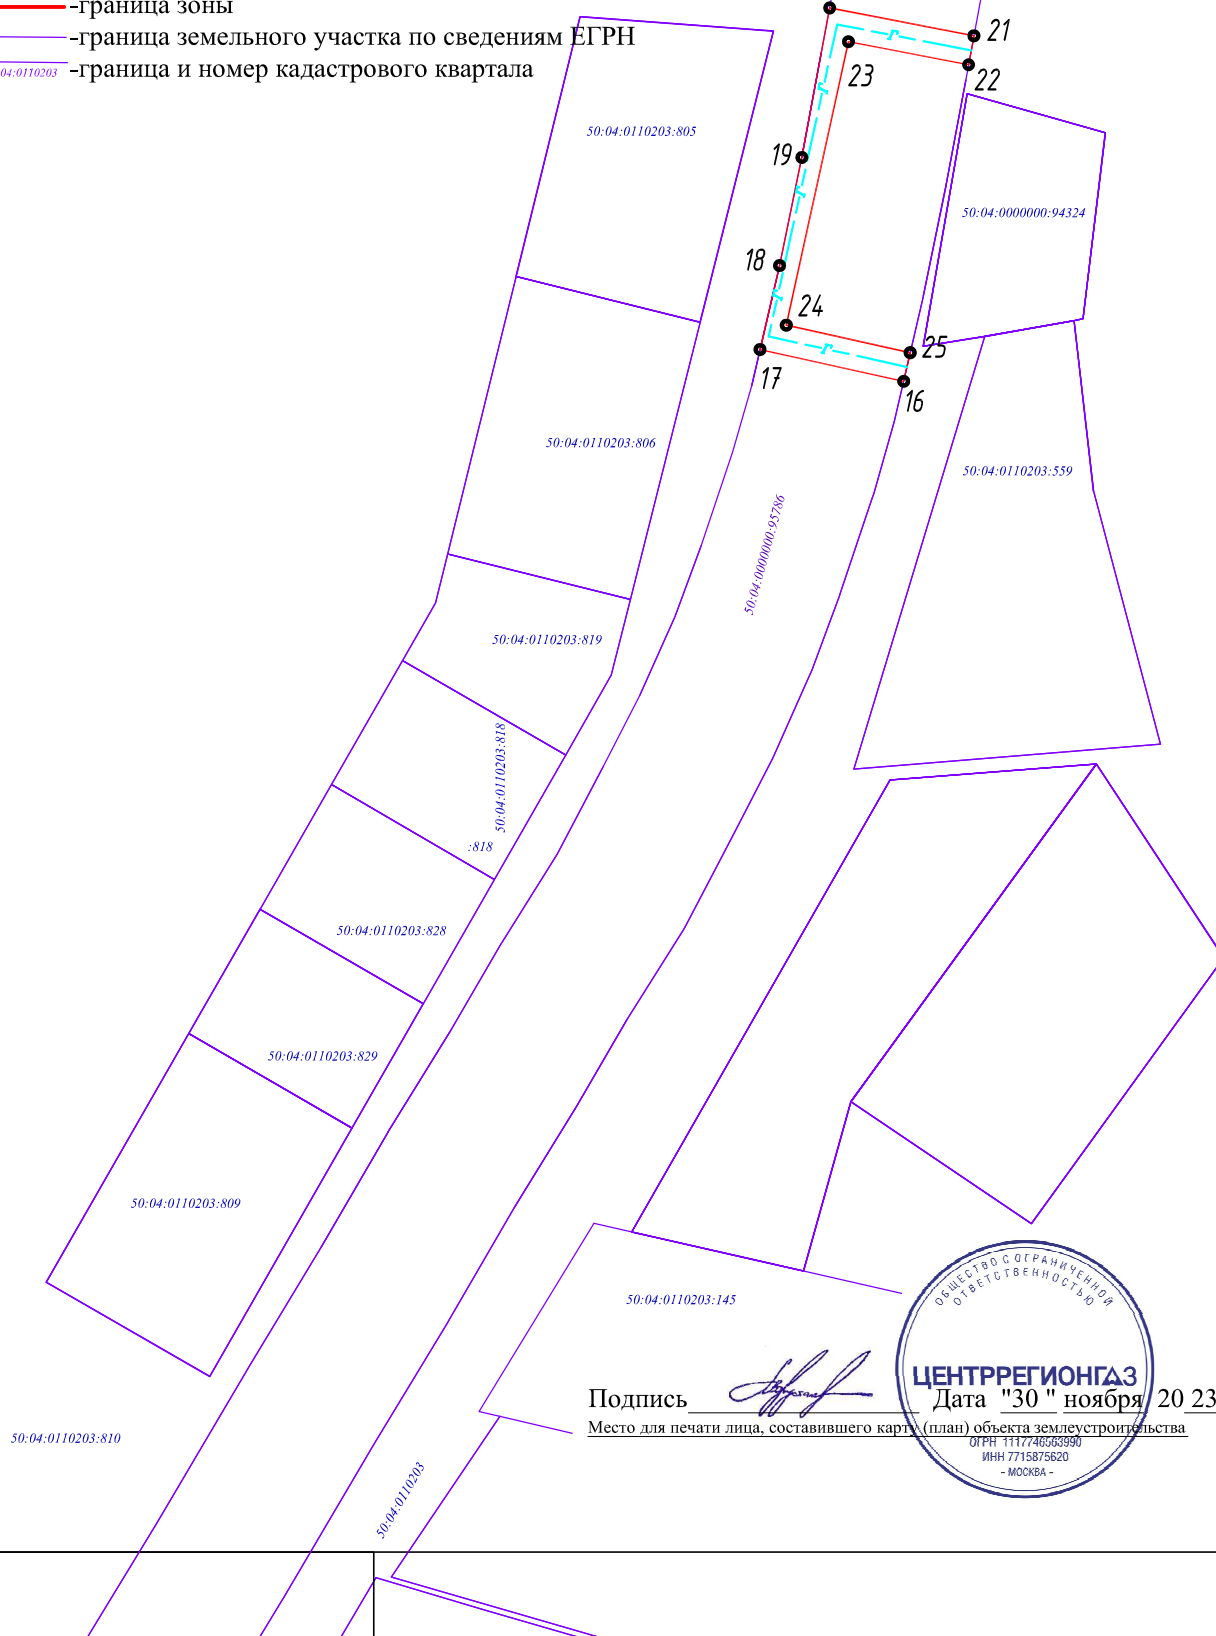 -граница зоны
-граница земельного участка по сведениям ЕГРН
04:0110203 -граница и номер кадастрового квартала
21
22
23
19
18
24
25
17
16
50:04:0110203:805
50:04:0000000:94324
50:04:0110203:806
50:04:0110203:559
50:04:0000000:95786
50:04:0110203:819
50:04:0110203:818
:818
50:04:0110203:828
50:04:0110203:829
50:04:0110203:809
50:04:0110203:145
50:04:0110203:810
50:04:0110203
ОБЩЕСТВО С ОГРАНИЧЕННОЙ
ОТВЕТСТВЕННОСТЬЮ
ЦЕНТРРЕГИОНГАЗ
Подпись Дата "30 " ноября 20 23
Место для печати лица, составившего карту (план) объекта землеустройства
ОГРН 1117746563990
ИНН 7715875620
- МОСКВА -